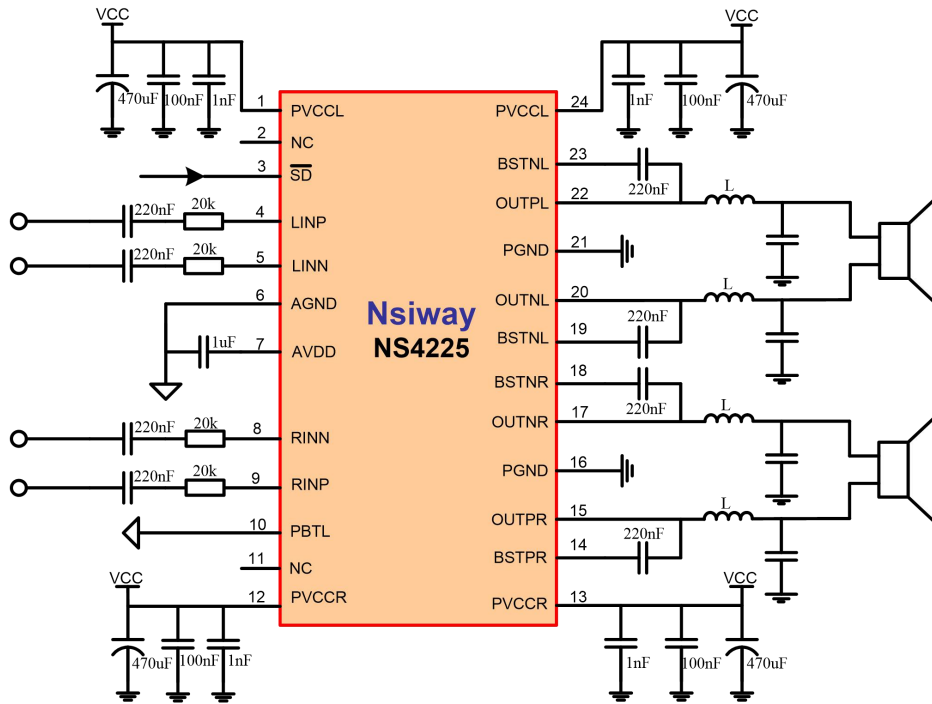 VCC
470uF 100nF 1nF
1 PVCCL
2 NC
3 SD
220nF 20k 4 LINP
220nF 20k 5 LINN
6 AGND
1uF 7 AVDD
220nF 20k 8 RINN
220nF 20k 9 RINP
10 PBTL
11 NC
VCC
12 PVCCR
470uF 100nF 1nF
Nsiway
NS4225
VCC
1nF 100nF 470uF
PVCCL 24
BSTNL 23
220nF
OUTPL 22 L
PGND 21
OUTNL 20 L
220nF
BSTNL 19
BSTNR 18
220nF
OUTNR 17 L
PGND 16
OUTPR 15 L
220nF
BSTPR 14
VCC
PVCCR 13
1nF 100nF 470uF